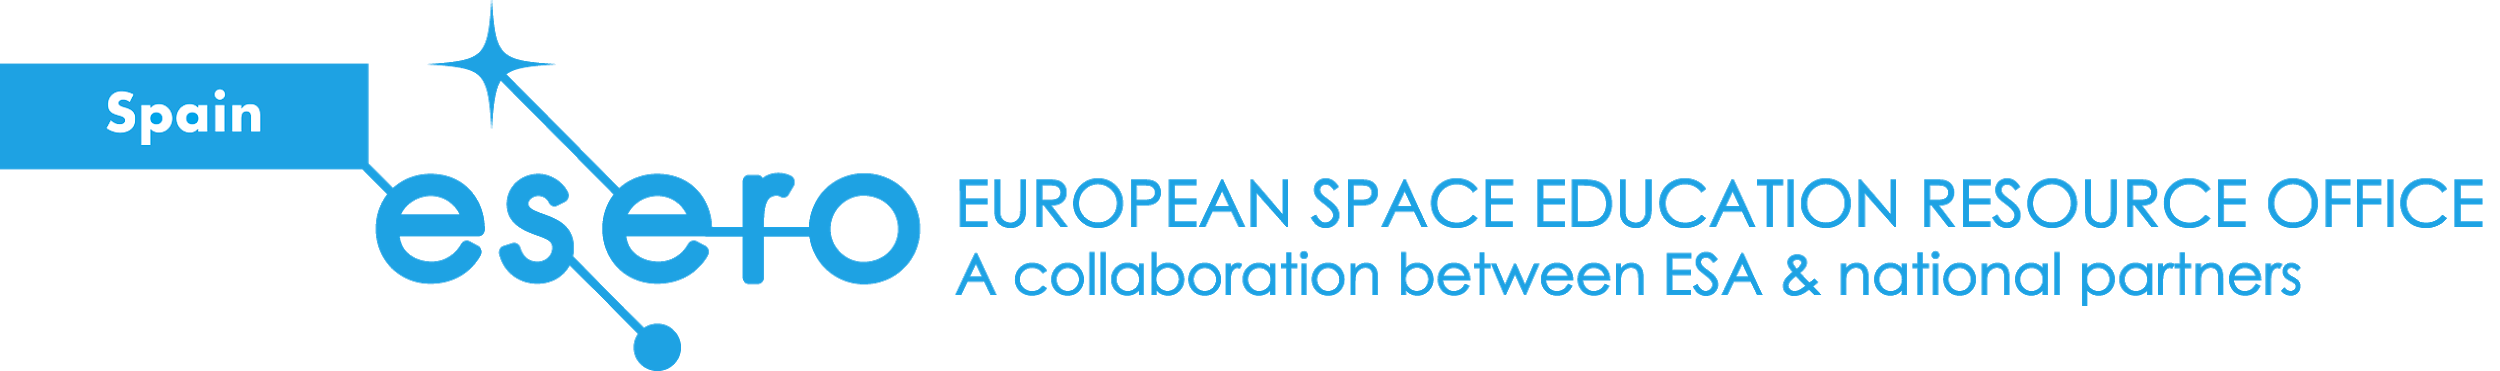 Spain
esero
EUROPEAN SPACE EDUCATION RESOURCE OFFICE
A collaboration between ESA & national partners